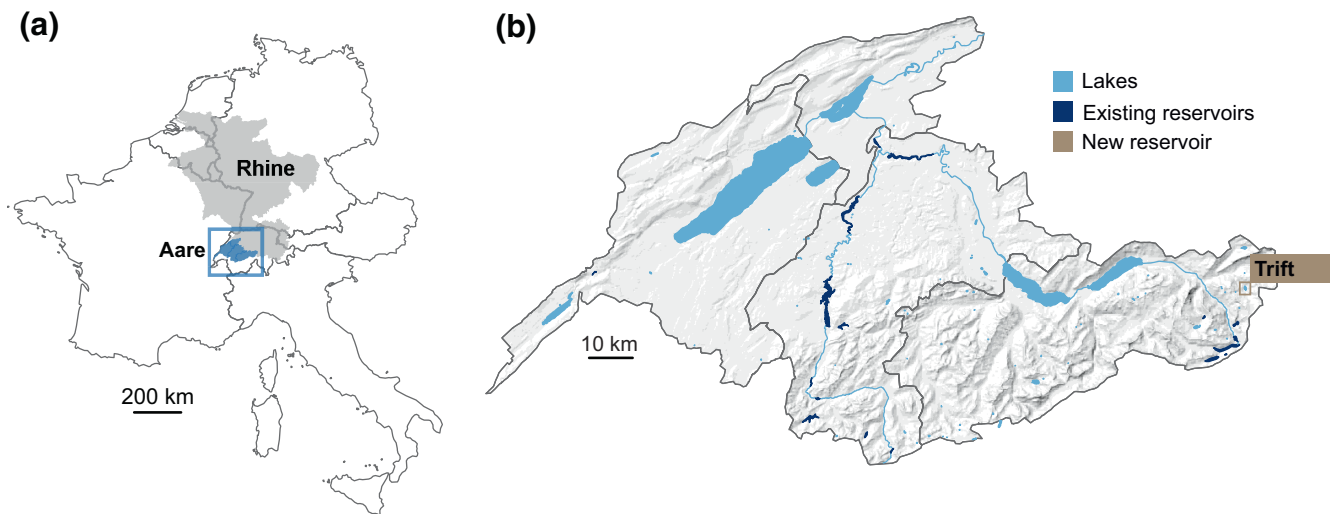 (a)
Rhine
Aare
200 km
(b)
Lakes
Existing reservoirs
New reservoir
Trift
10 km